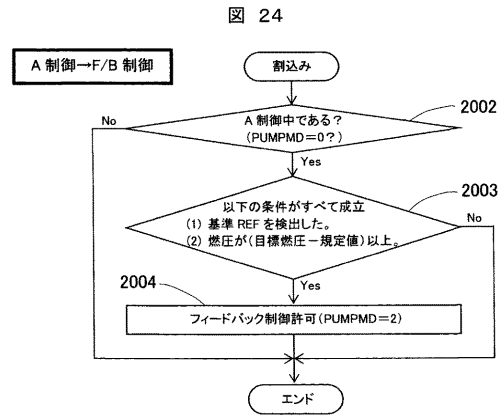 図 24
A 制御→F/B 制御
割込み
2002
A 制御中である?
(PUMPMD=0?)
No
Yes
2003
以下の条件がすべて成立
(1) 基準 REF を検出した。
(2) 燃圧が(目標燃圧－規定値)以上。
No
Yes
2004
フィードバック制御許可(PUMPMD=2)
エンド